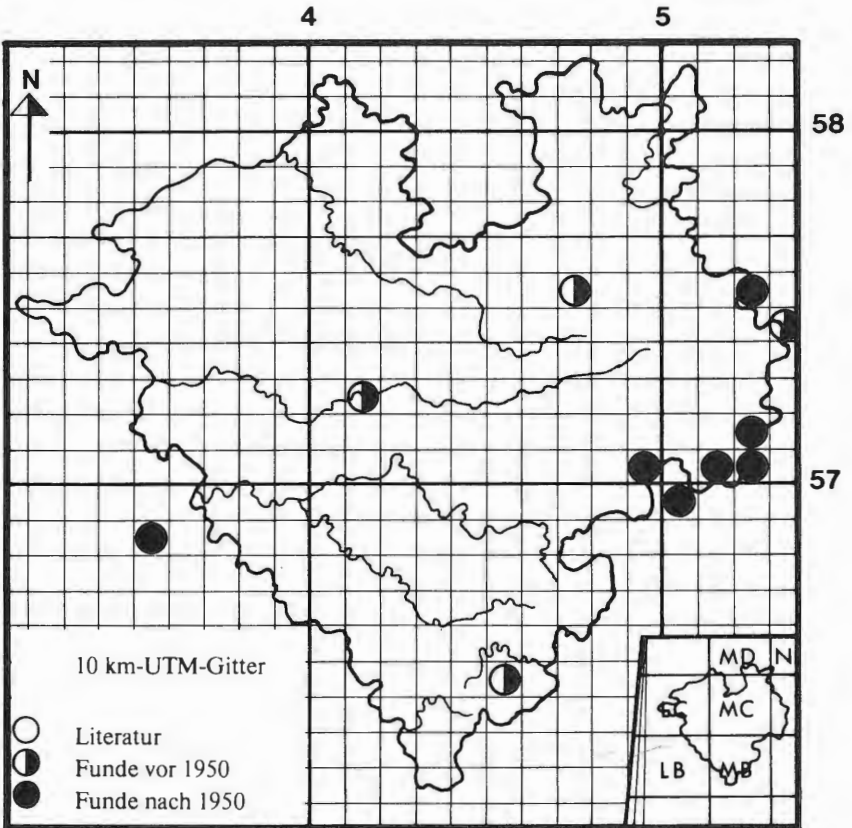 4 5
N
58
57
10 km-UTM-Gitter
MD N
MC
LB MB
Literatur
Funde vor 1950
Funde nach 1950